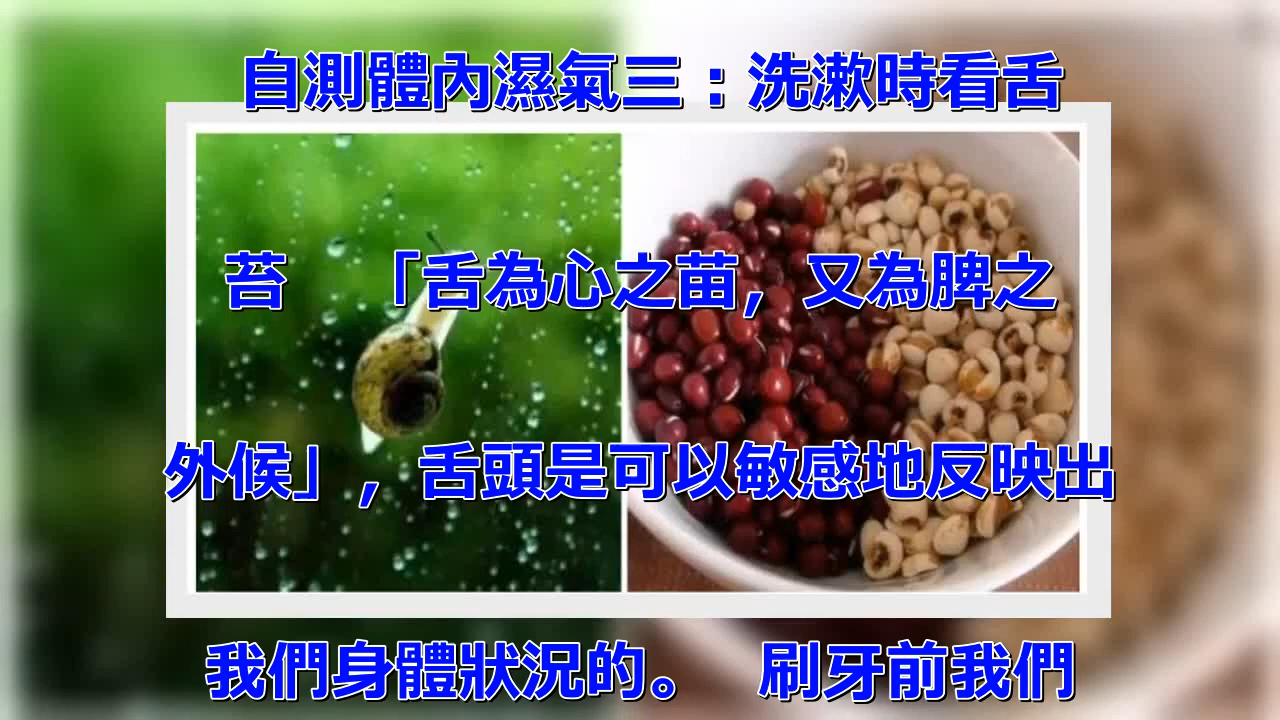 自測體內濕氣三：洗漱時看舌
苔　「舌為心之苗，又為脾之
外候」，舌頭是可以敏感地反映出
我們身體狀況的。　刷牙前我們